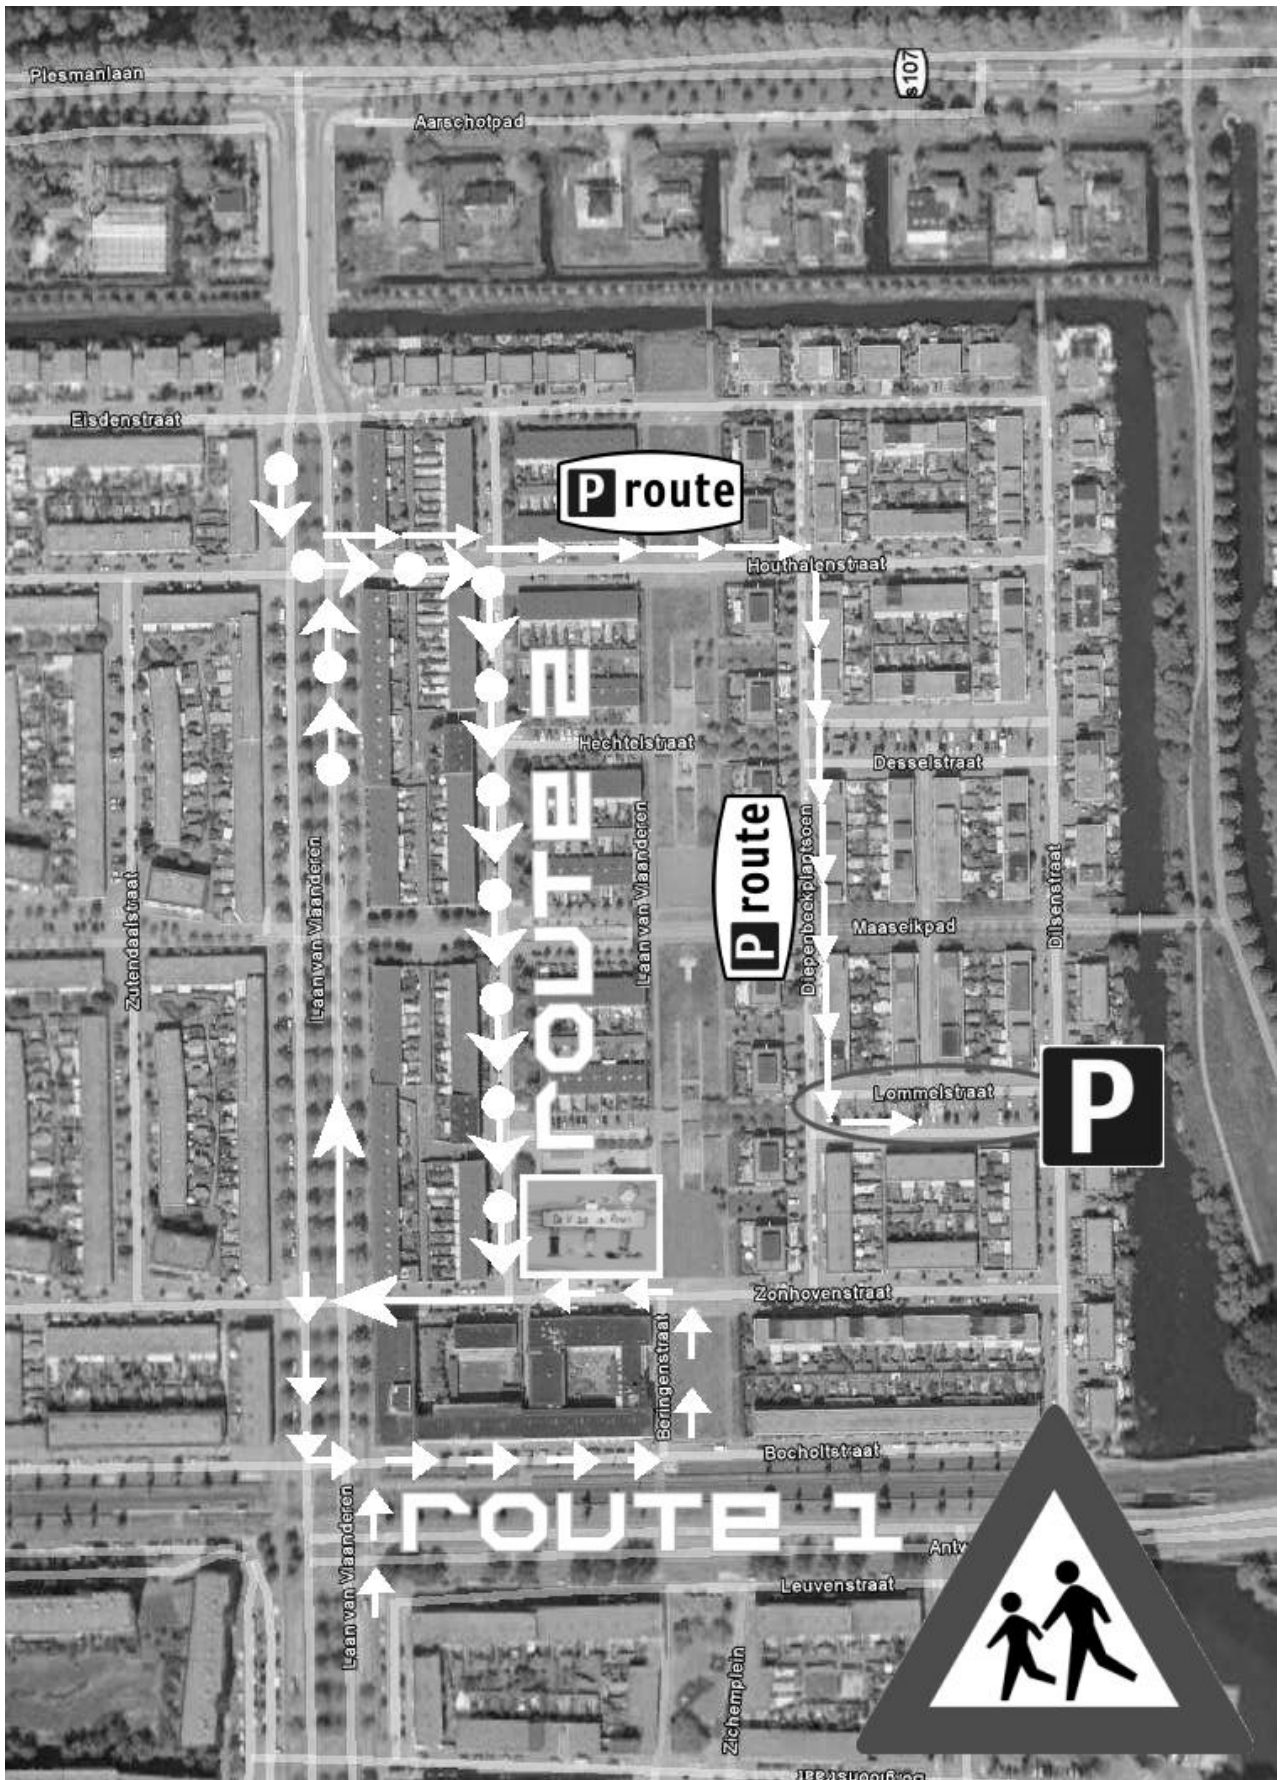 Plesmanlaan
s107
Aarschotpad
Eisdenstraat
P route
Houthalenstraat
ROUTE 2
Hechtelstraat
Desselstraat
P route
Laan van Vlaanderen
Laan van Vlaanderen
Diepenbeekplantsoen
Zutendaalstraat
Maaseikpad
Dilsenstraat
Lommelstraat
P
Zonhovenstraat
Beringenstraat
Bocholtstraat
Laan van Vlaanderen
ROUTE 1
Antw
Leuvenstraat
Zichemplein